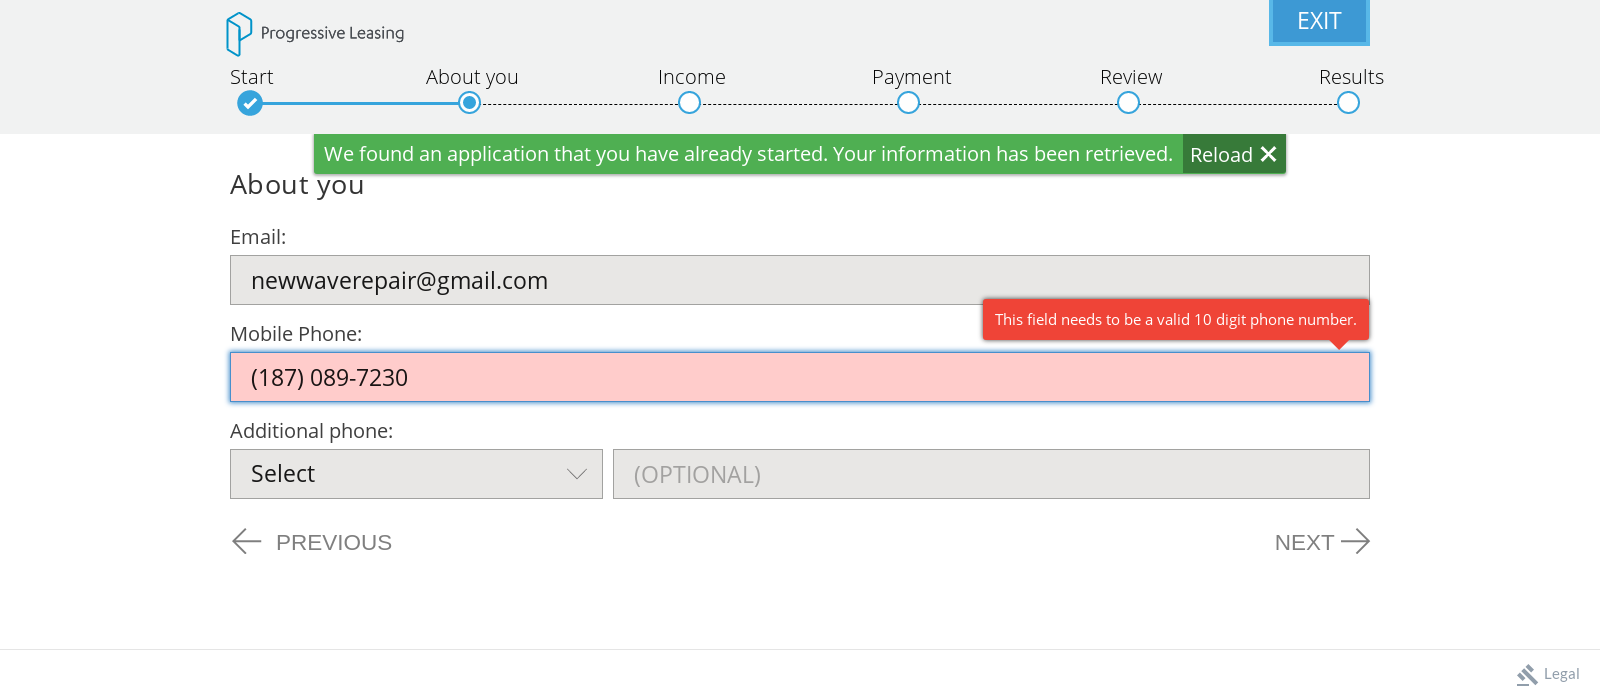 Progressive Leasing
EXIT
Start
About you
Income
Payment
Review
Results
We found an application that you have already started. Your information has been retrieved.
Reload
About you
Email:
newwaverepair@gmail.com
This field needs to be a valid 10 digit phone number.
Mobile Phone:
(187) 089-7230
Additional phone:
Select
(OPTIONAL)
PREVIOUS
NEXT
Legal